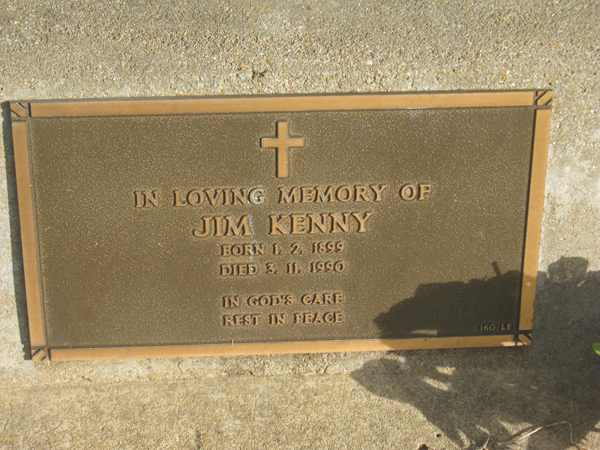 IN LOVING MEMORY OF
JIM KENNY
BORN 1. 2. 1899
DIED 3. 11. 1990
IN GOD'S CARE
REST IN PEACE
160 LE